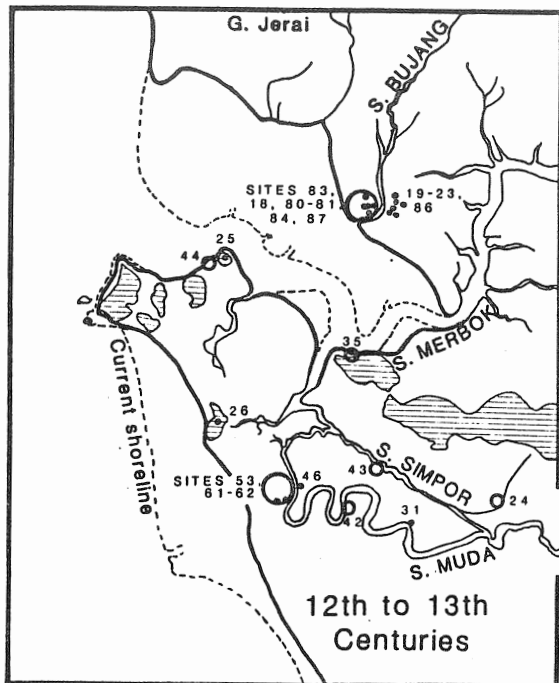 G. Jerai
S. BUJANG
SITES 83,
18, 80-81,
84, 87
19-23,
86
25
44
35
S. MERBOK
Current shoreline
26
SITES 53
61-62
46
43
S. SIMPOR
24
42
31
S. MUDA
12th to 13th
Centuries